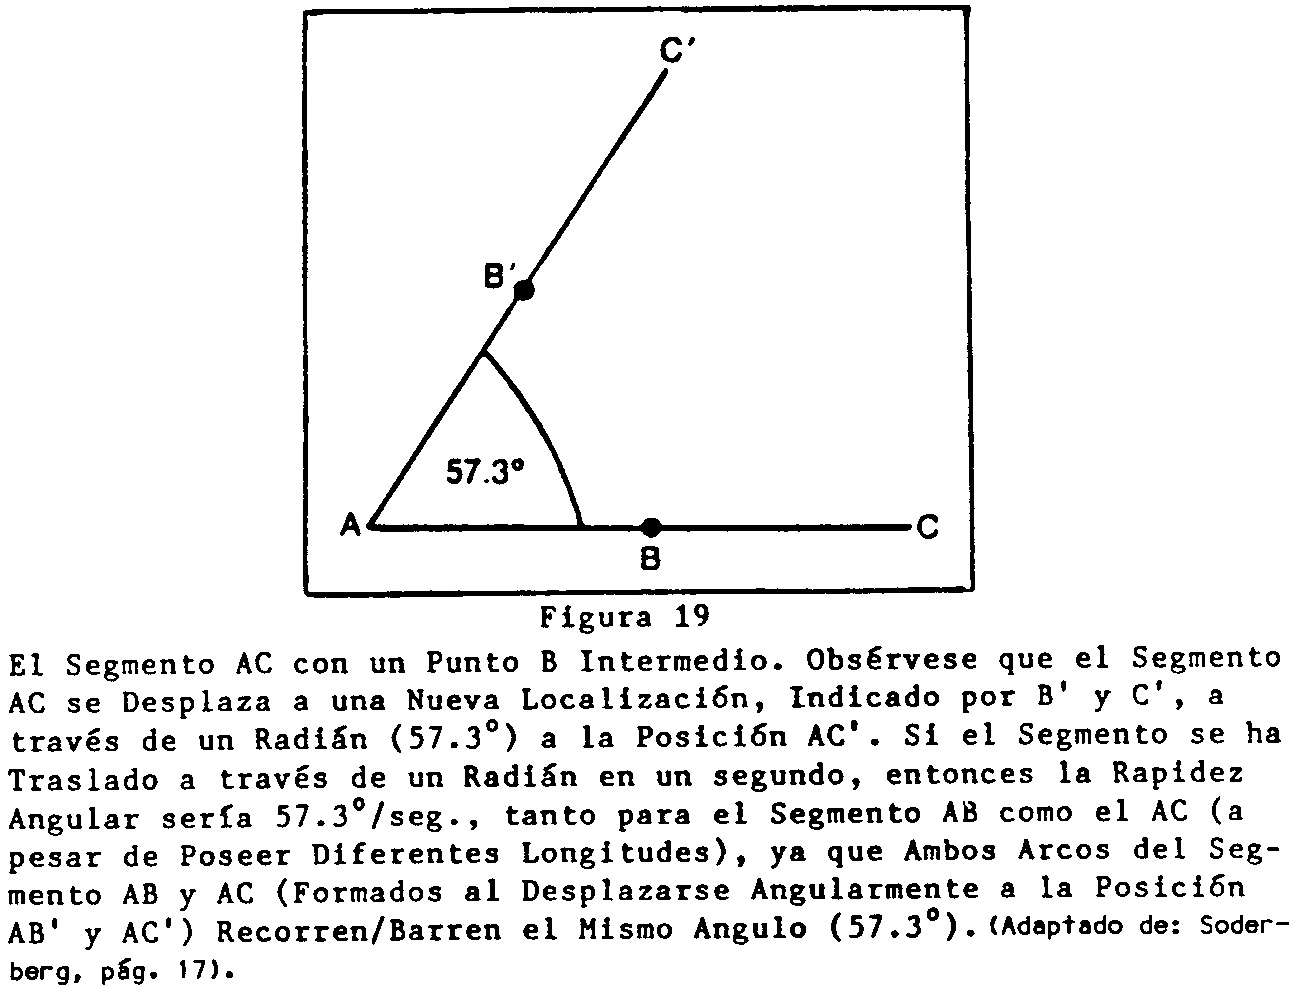 C'
B'
57.3°
A
C
B
Figura 19
El Segmento AC con un Punto B Intermedio. Obsérvese que el Segmento
AC se Desplaza a una Nueva Localización, Indicado por B' y C', a
través de un Radián (57.3°) a la Posición AC'. Si el Segmento se ha
Traslado a través de un Radián en un segundo, entonces la Rapidez
Angular sería 57.3°/seg., tanto para el Segmento AB como el AC (a
pesar de Poseer Diferentes Longitudes), ya que Ambos Arcos del Seg-
mento AB y AC (Formados al Desplazarse Angularmente a la Posición
AB' y AC') Recorren/Barren el Mismo Angulo (57.3°). (Adaptado de: Soder-
berg, pág. 17).